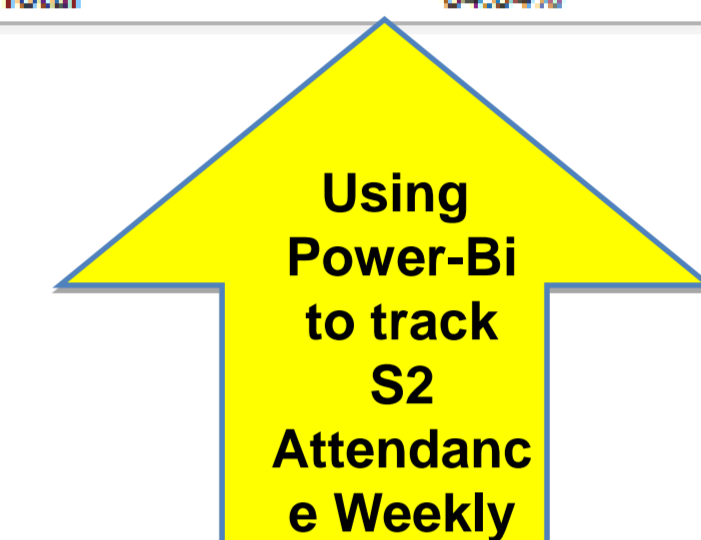 Using
Power-Bi
to track
S2
Attendanc
e Weekly